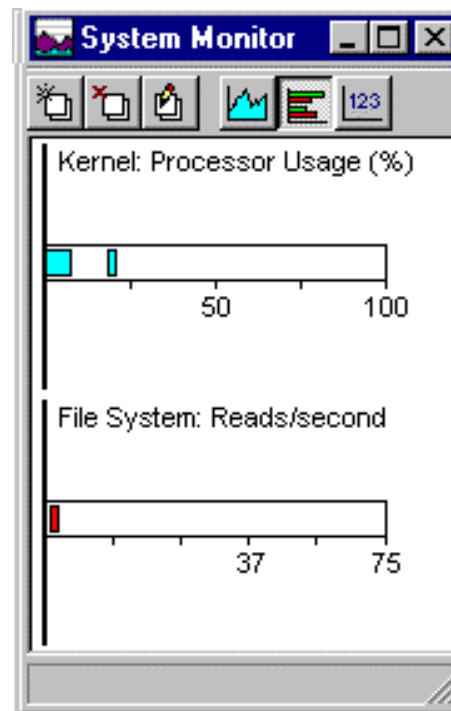 System Monitor
123
Kernel: Processor Usage (%)
50 100
File System: Reads/second
37 75